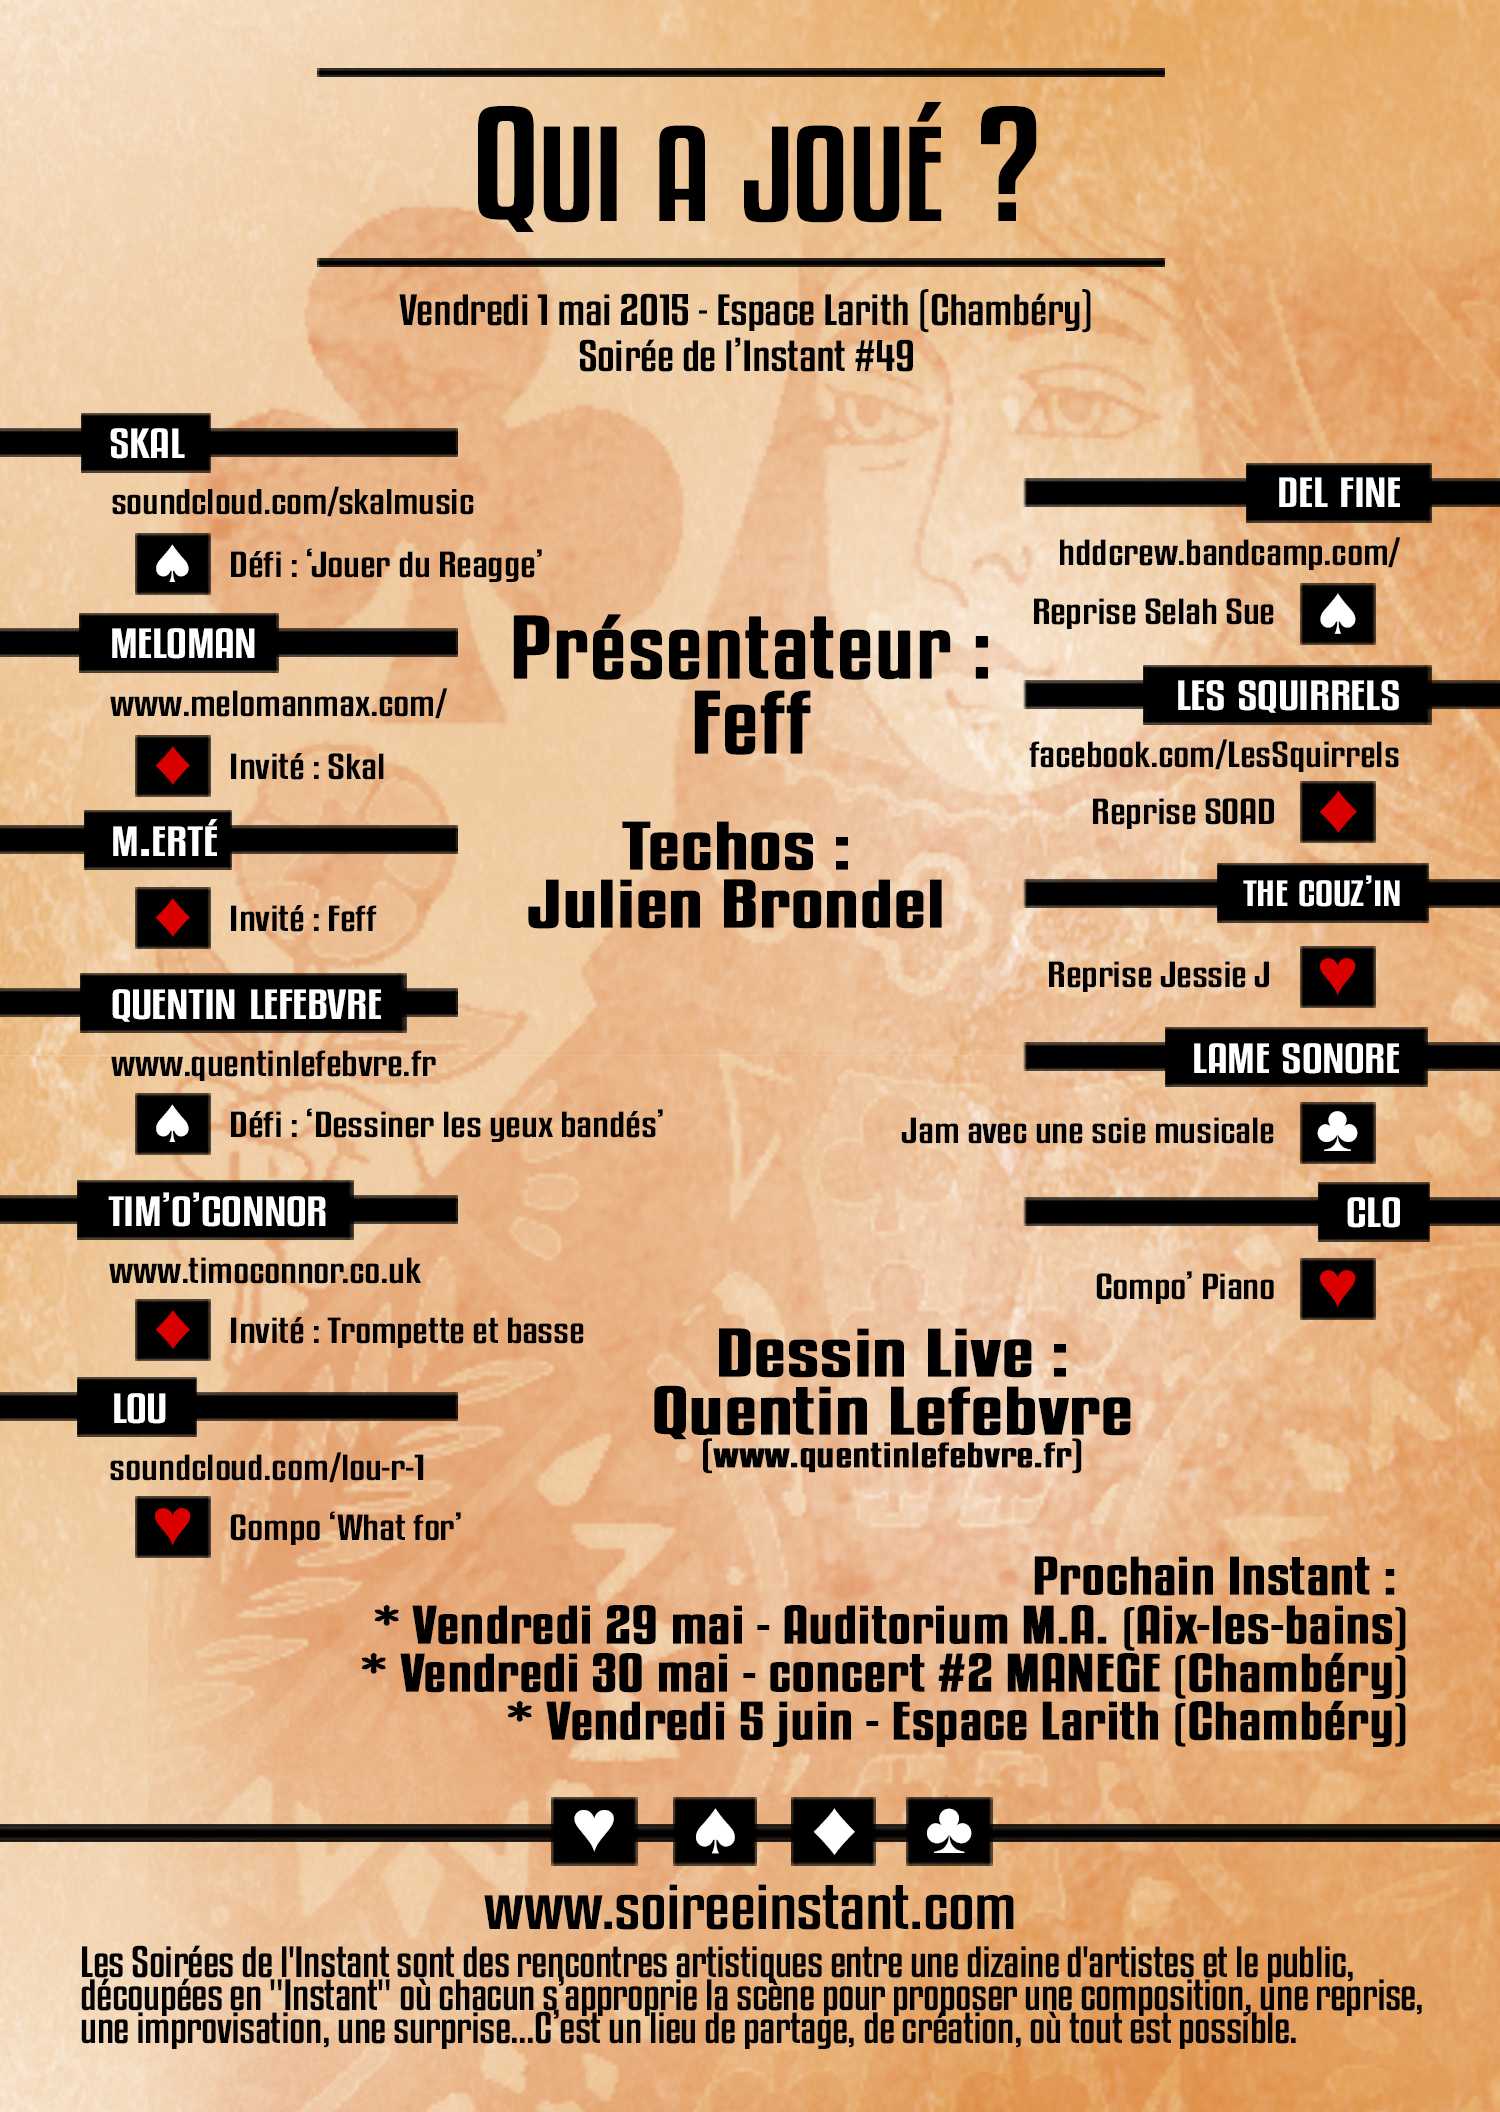 Qui a joué ?
Vendredi 1 mai 2015 - Espace Larith (Chambéry)
Soirée de l’Instant #49
SKAL
soundcloud.com/skalmusic
Défi : ‘Jouer du Reagge’
MELOMAN
www.melomanmax.com/
Invité : Skal
M.ERTÉ
Invité : Feff
QUENTIN LEFEBVRE
www.quentinlefebvre.fr
Défi : ‘Dessiner les yeux bandés’
TIM’O’CONNOR
www.timoconnor.co.uk
Invité : Trompette et basse
LOU
soundcloud.com/lou-r-1
Compo ‘What for’
Présentateur :
Feff
Techos :
Julien Brondel
DEL FINE
hddcrew.bandcamp.com/
Reprise Selah Sue
LES SQUIRRELS
facebook.com/LesSquirrels
Reprise SOAD
THE COUZ’IN
Reprise Jessie J
LAME SONORE
Jam avec une scie musicale
CLO
Compo’ Piano
Dessin Live :
Quentin Lefebvre
(www.quentinlefebvre.fr)
Prochain Instant :
* Vendredi 29 mai - Auditorium M.A. (Aix-les-bains)
* Vendredi 30 mai - concert #2 MANEGE (Chambéry)
* Vendredi 5 juin - Espace Larith (Chambéry)
www.soireeinstant.com
Les Soirées de l'Instant sont des rencontres artistiques entre une dizaine d'artistes et le public,
découpées en "Instant" où chacun s’approprie la scène pour proposer une composition, une reprise,
une improvisation, une surprise...C’est un lieu de partage, de création, où tout est possible.